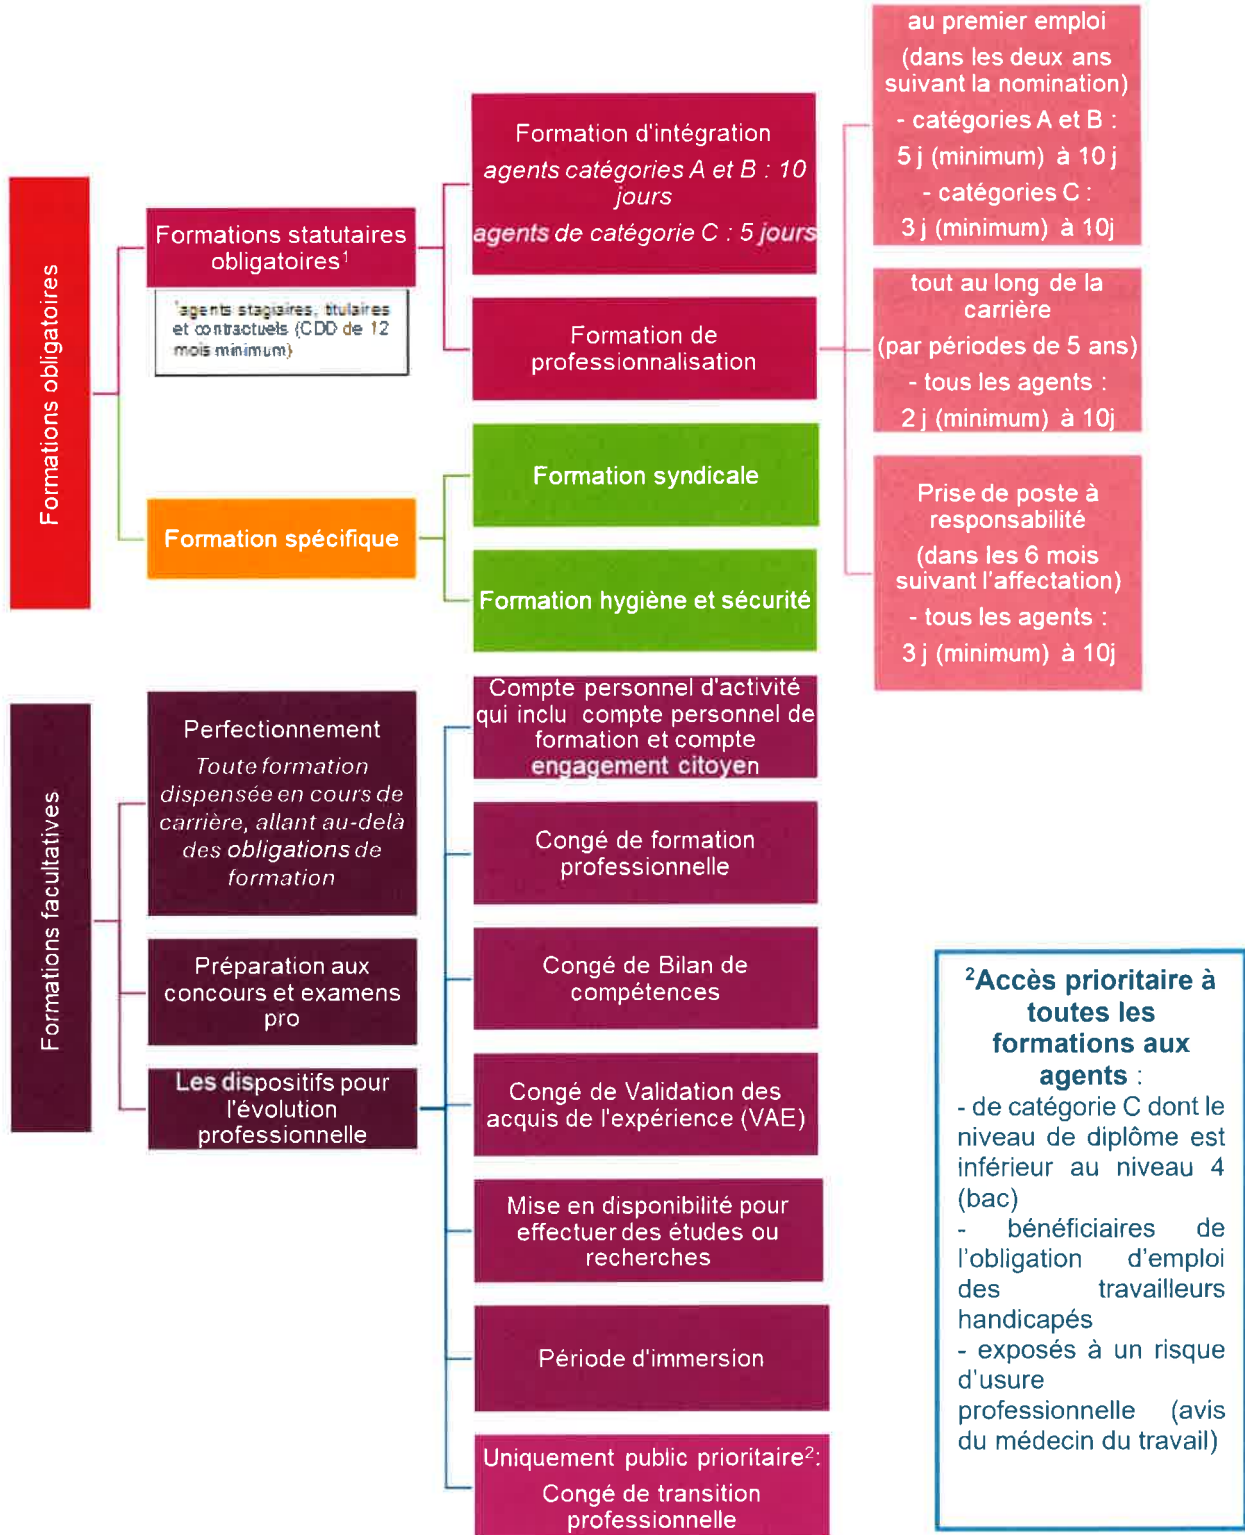 Formations obligatoires
Formations statutaires
obligatoires¹
¹agents stagiaires, titulaires
et contractuels (CDD de 12
mois minimum)
Formation spécifique
Formation d'intégration
agents catégories A et B : 10
jours
agents de catégorie C : 5 jours
Formation de
professionnalisation
Formation syndicale
Formation hygiène et sécurité
au premier emploi
(dans les deux ans
suivant la nomination)
- catégories A et B :
5 j (minimum) à 10 j
- catégories C :
3 j (minimum) à 10j
tout au long de la
carrière
(par périodes de 5 ans)
- tous les agents :
2 j (minimum) à 10j
Prise de poste à
responsabilité
(dans les 6 mois
suivant l'affectation)
- tous les agents :
3 j (minimum) à 10j
Formations facultatives
Perfectionnement
Toute formation
dispensée en cours de
carrière, allant au-delà
des obligations de
formation
Préparation aux
concours et examens
pro
Les dispositifs pour
l'évolution
professionnelle
Compte personnel d'activité
qui inclu compte personnel de
formation et compte
engagement citoyen
Congé de formation
professionnelle
Congé de Bilan de
compétences
Congé de Validation des
acquis de l'expérience (VAE)
Mise en disponibilité pour
effectuer des études ou
recherches
Période d'immersion
Uniquement public prioritaire²:
Congé de transition
professionnelle
²Accès prioritaire à
toutes les
formations aux
agents :
- de catégorie C dont le
niveau de diplôme est
inférieur au niveau 4
(bac)
- bénéficiaires de
l'obligation d'emploi
des travailleurs
handicapés
- exposés à un risque
d'usure
professionnelle (avis
du médecin du travail)